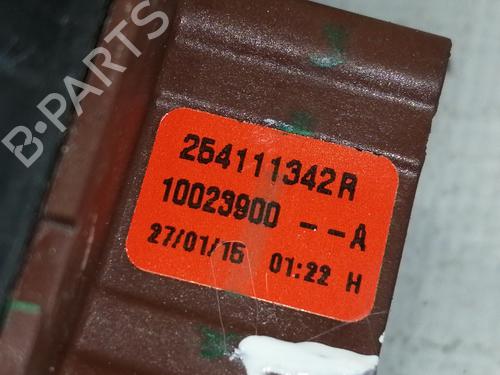 B-PARTS
254111342R
10023900 --A
27/01/15 01:22 H